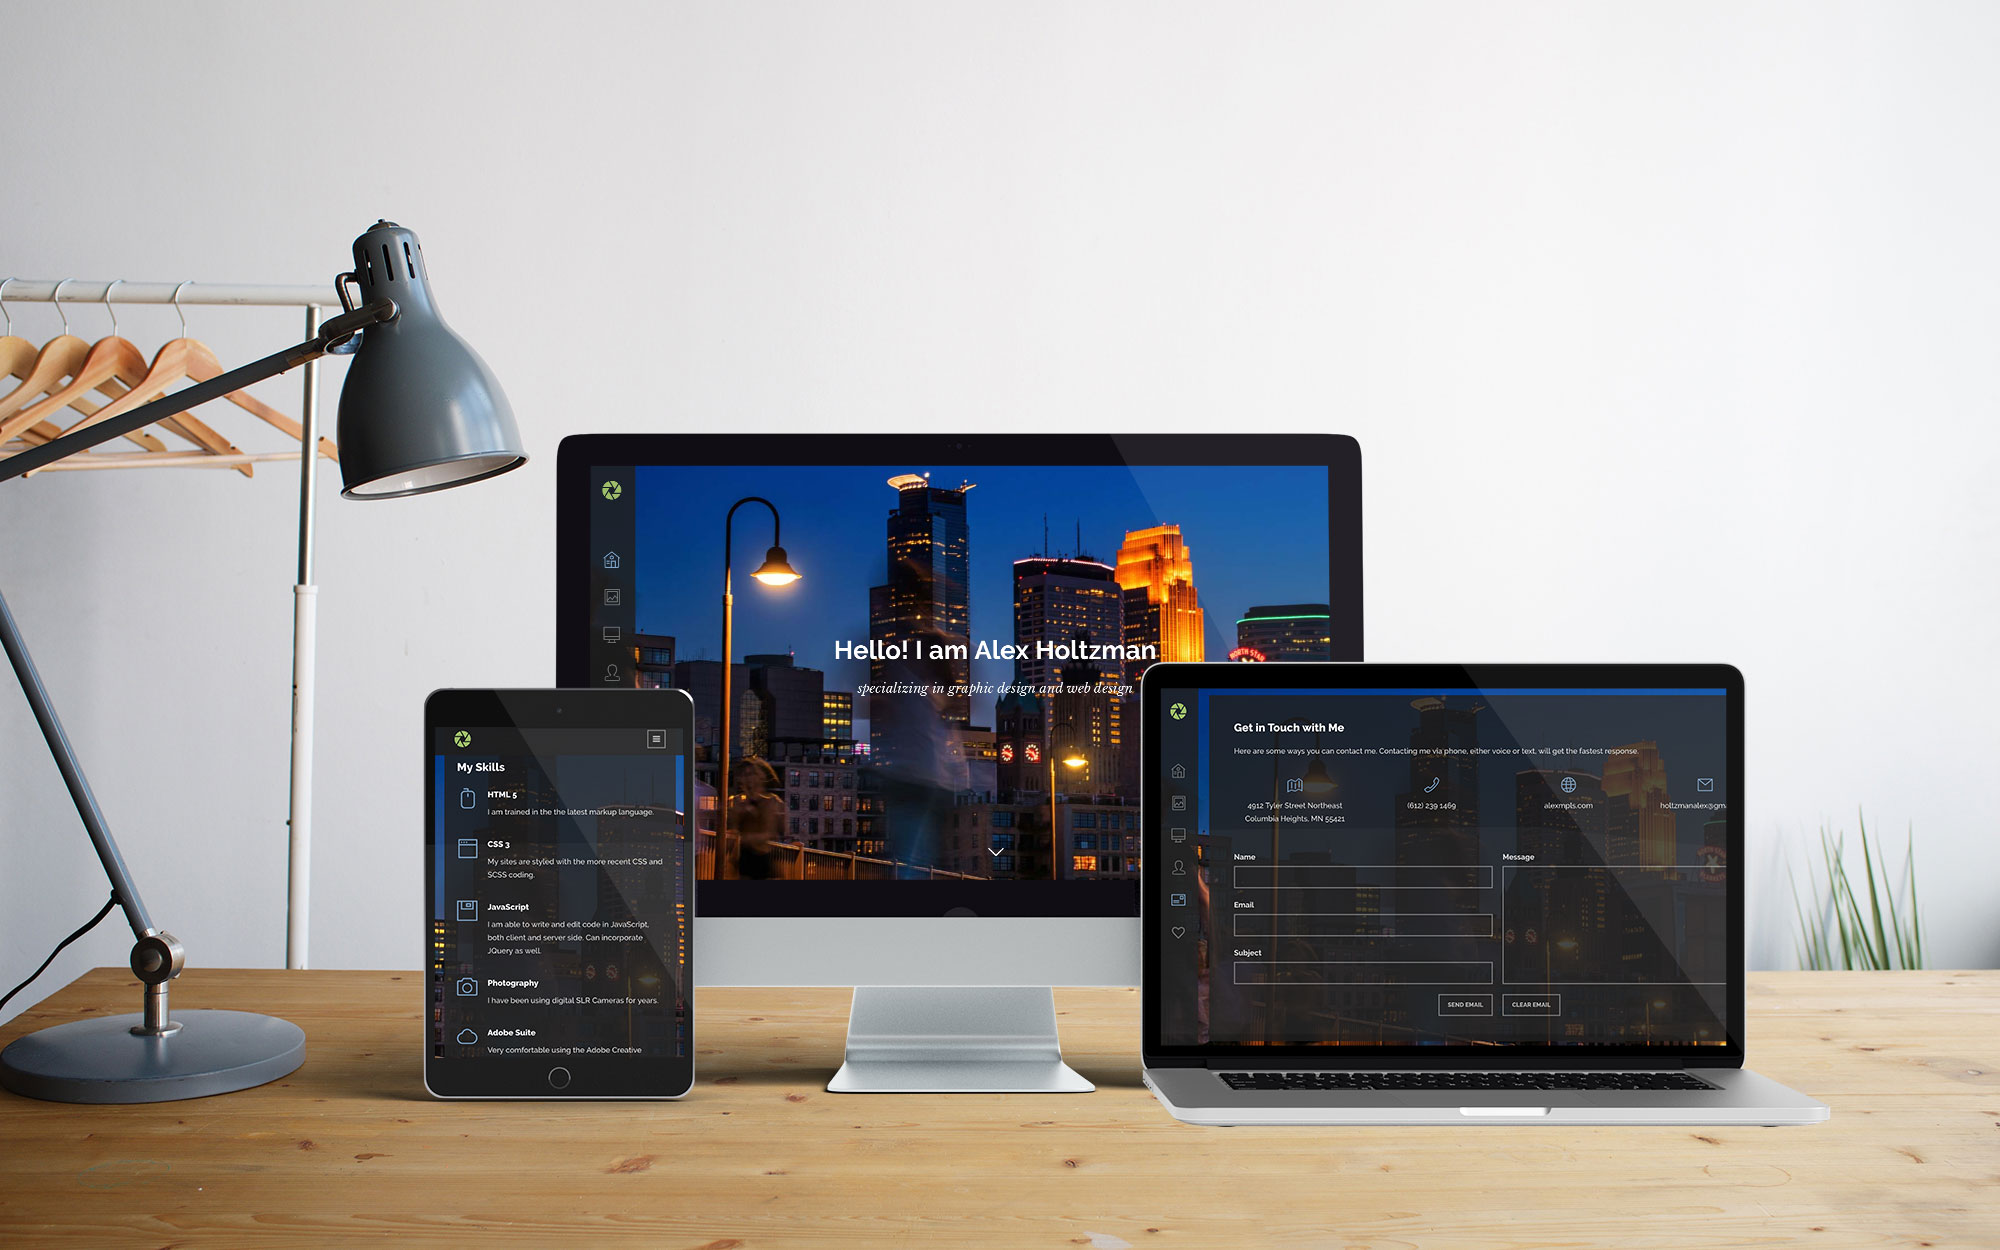 Hello! I am Alex Holtzman
specializing in graphic design and web design
NORTH STAR
My Skills
HTML 5
I am trained in the the latest markup language.
CSS 3
My sites are styled with the more recent CSS and
SCSS coding.
JavaScript
I am able to write and edit code in JavaScript,
both client and server side. Can incorporate
JQuery as well.
Photography
I have been using digital SLR Cameras for years.
Adobe Suite
Very comfortable using the Adobe Creative
Get in Touch with Me
Here are some ways you can contact me. Contacting me via phone, either voice or text, will get the fastest response.
4912 Tyler Street Northeast
Columbia Heights, MN 55421
(612) 239 1469
alexmpls.com
holtzmanalex@gm
Name
Message
Email
Subject
SEND EMAIL
CLEAR EMAIL